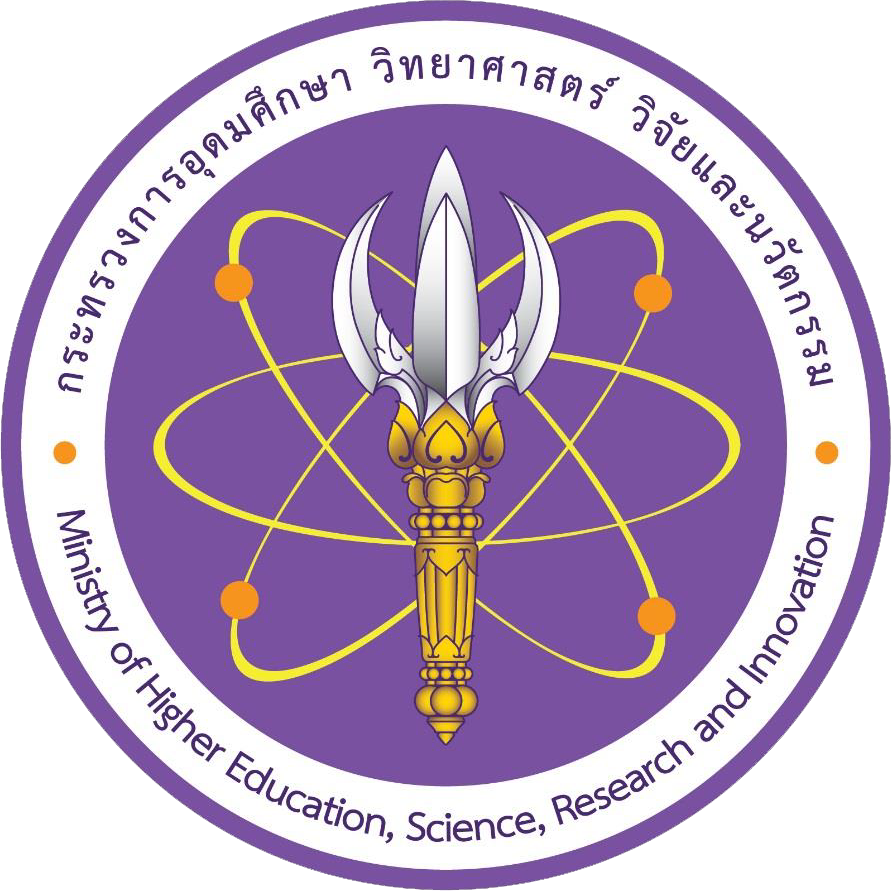 กระทรวงการอุดมศึกษา วิทยาศาสตร์ วิจัยและนวัตกรรม
Ministry of Higher Education, Science, Research and Innovation